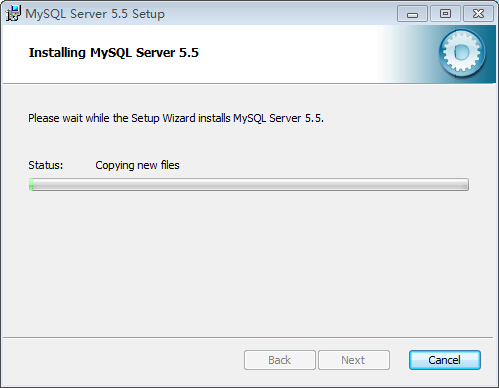 MySQL Server 5.5 Setup
Installing MySQL Server 5.5
Please wait while the Setup Wizard installs MySQL Server 5.5.
Status: Copying new files
Back Next Cancel